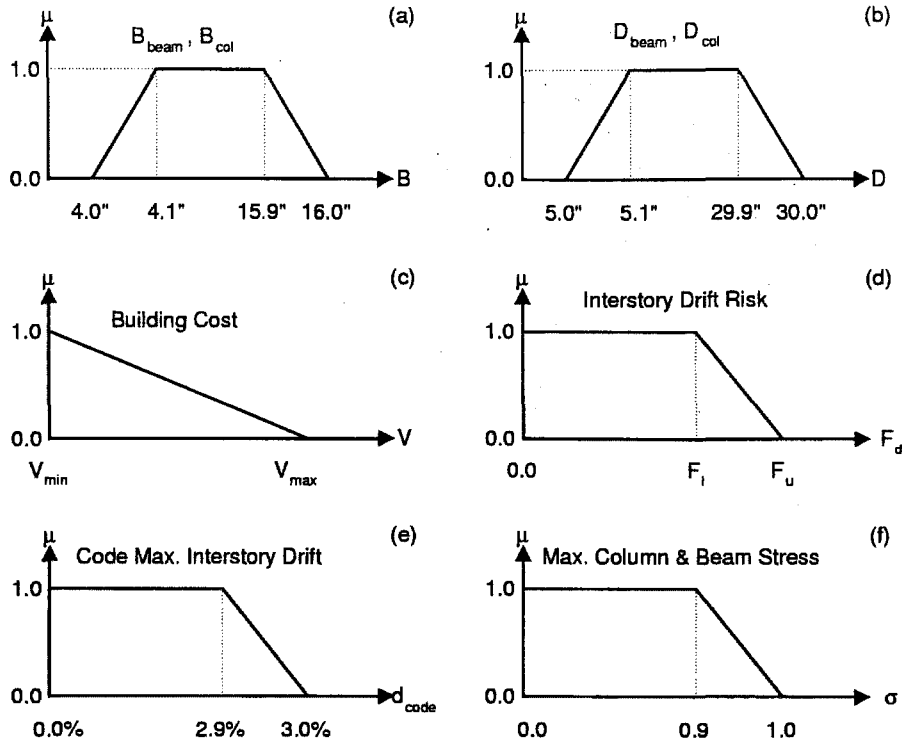 μ
(a)
B_beam, B_col
1.0
0.0
B
4.0" 4.1" 15.9" 16.0"
μ
(b)
D_beam, D_col
1.0
0.0
D
5.0" 5.1" 29.9" 30.0"
μ
(c)
Building Cost
1.0
0.0
V
V_min V_max
μ
(d)
Interstory Drift Risk
1.0
0.0
F_d
0.0 F_l F_u
μ
(e)
Code Max. Interstory Drift
1.0
0.0
d_code
0.0% 2.9% 3.0%
μ
(f)
Max. Column & Beam Stress
1.0
0.0
σ
0.0 0.9 1.0